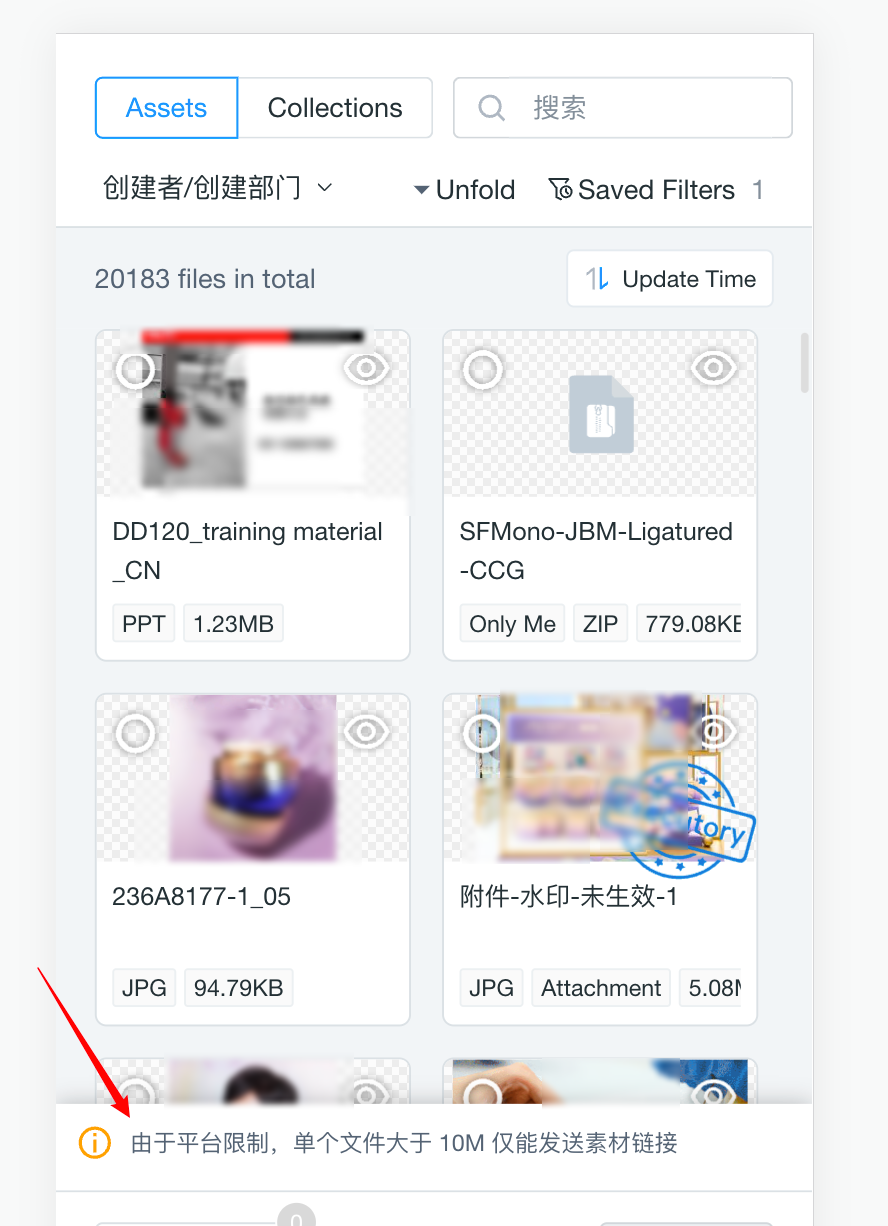 Assets
Collections
搜索
创建者/创建部门
Unfold
Saved Filters 1
20183 files in total
Update Time
DD120_training material
_CN
PPT
1.23MB
SFMono-JBM-Ligatured
-CCG
Only Me
ZIP
779.08KB
236A8177-1_05
JPG
94.79KB
附件-水印-未生效-1
JPG
Attachment
5.08M
由于平台限制，单个文件大于 10M 仅能发送素材链接
0